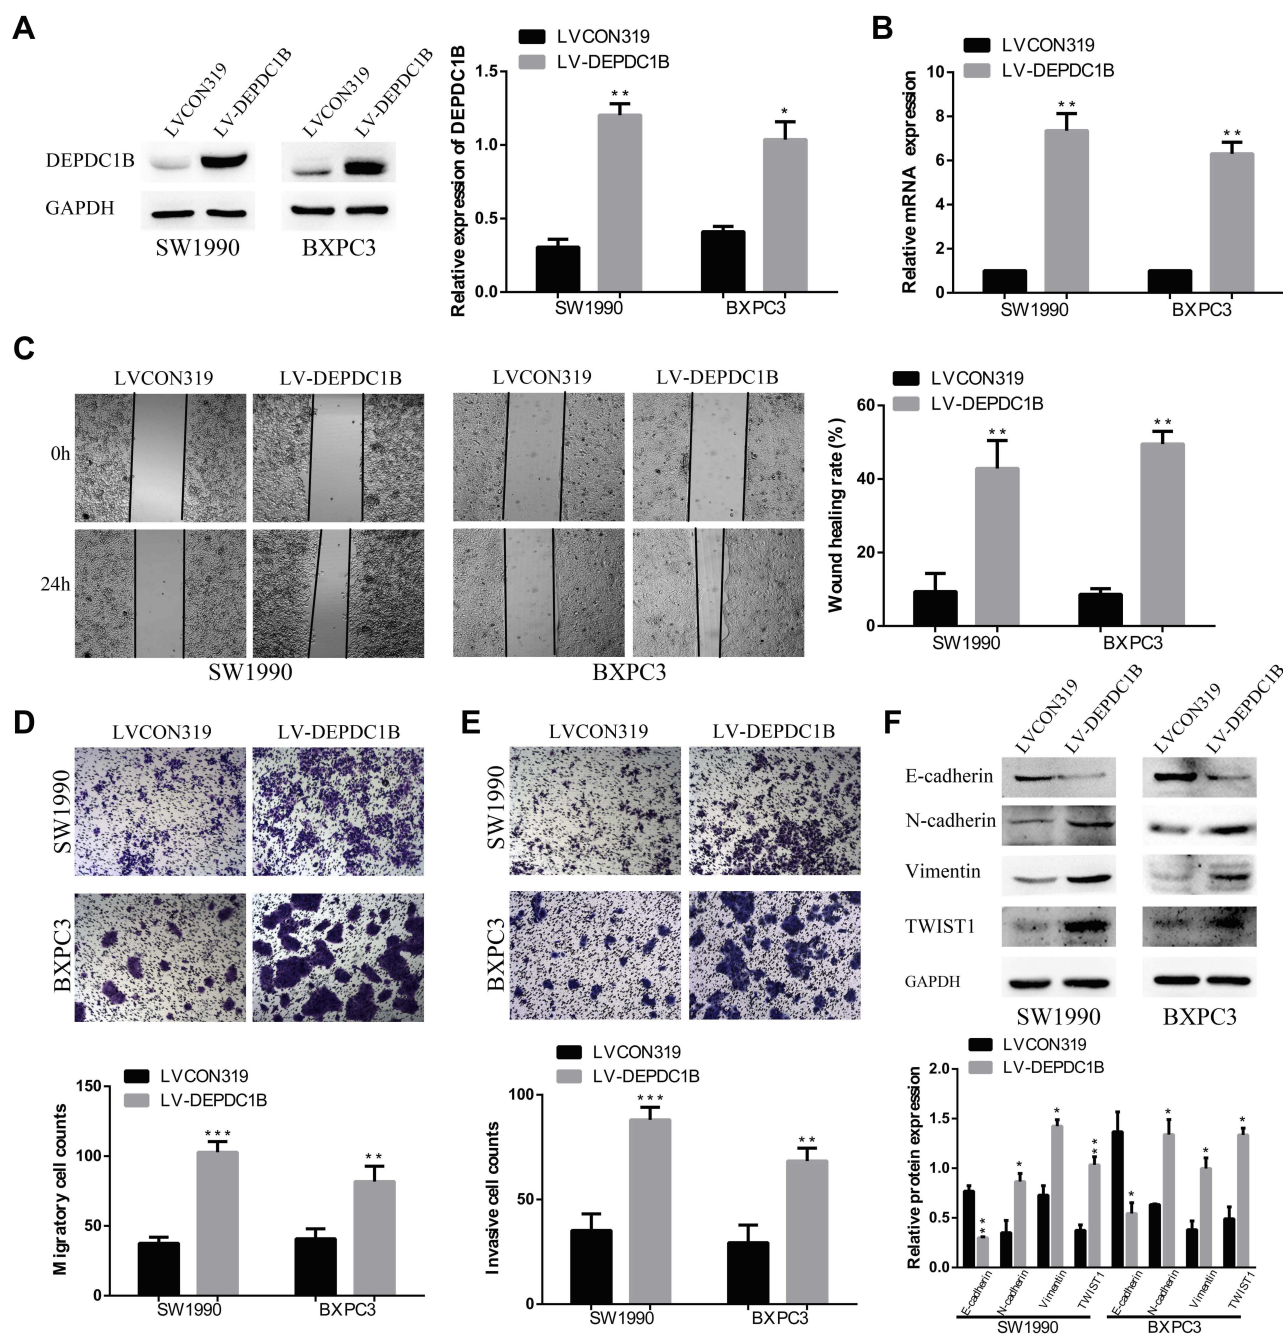 A
LVCON319
LV-DEPDC1B
LVCON319
LV-DEPDC1B
DEPDC1B
GAPDH
SW1990
BXPC3
LVCON319
LV-DEPDC1B
Relative expression of DEPDC1B
1.5
1.0
0.5
0.0
**
*
SW1990
BXPC3
B
LVCON319
LV-DEPDC1B
Relative mRNA expression
10
8
6
4
2
0
**
**
SW1990
BXPC3
C
LVCON319
LV-DEPDC1B
LVCON319
LV-DEPDC1B
0h
24h
SW1990
BXPC3
LVCON319
LV-DEPDC1B
Wound healing rate (%)
60
40
20
0
**
**
SW1990
BXPC3
D
LVCON319
LV-DEPDC1B
SW1990
BXPC3
LVCON319
LV-DEPDC1B
Migratory cell counts
150
100
50
0
***
**
SW1990
BXPC3
E
LVCON319
LV-DEPDC1B
SW1990
BXPC3
LVCON319
LV-DEPDC1B
Invasive cell counts
100
50
0
***
**
SW1990
BXPC3
F
LVCON319
LV-DEPDC1B
LVCON319
LV-DEPDC1B
E-cadherin
N-cadherin
Vimentin
TWIST1
GAPDH
SW1990
BXPC3
LVCON319
LV-DEPDC1B
Relative protein expression
2.0
1.5
1.0
0.5
0.0
**
*
*
**
*
*
*
*
E-cadherin
N-cadherin
Vimentin
TWIST1
E-cadherin
N-cadherin
Vimentin
TWIST1
SW1990
BXPC3